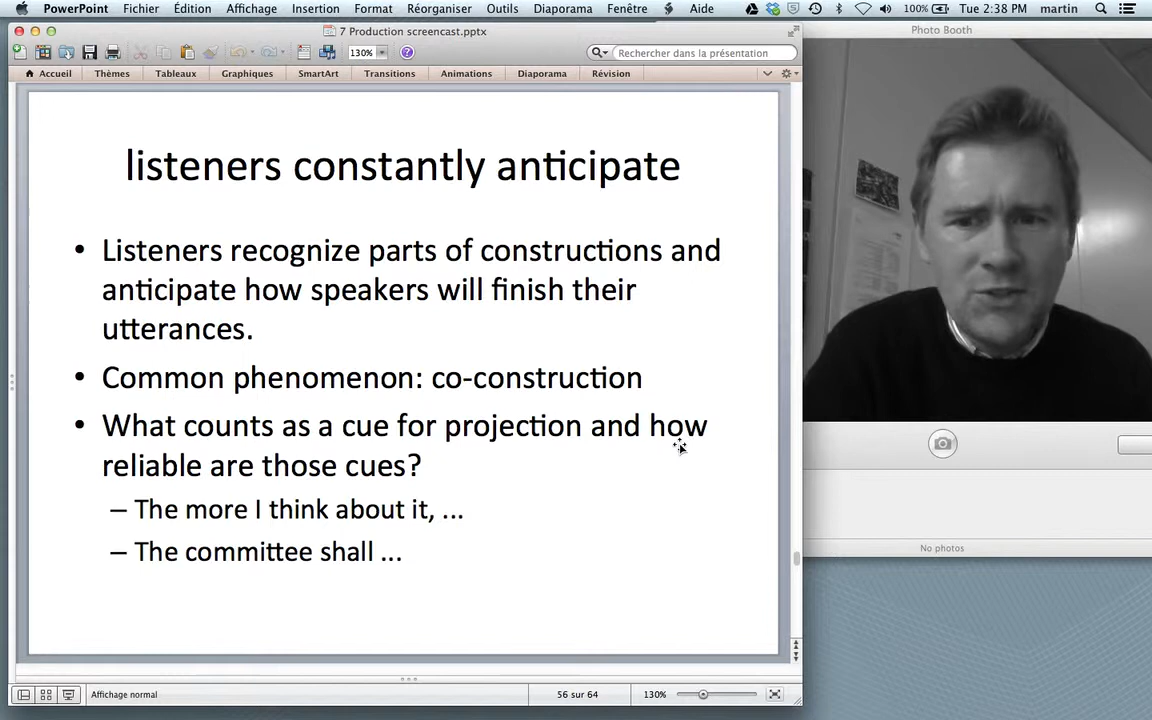 PowerPoint Fichier Édition Affichage Insertion Format Réorganiser Outils Diaporama Fenêtre Aide 100% Tue 2:38 PM martin
7 Production screencast.pptx
Photo Booth
130% Rechercher dans la présentation
Accueil Thèmes Tableaux Graphiques SmartArt Transitions Animations Diaporama Révision
listeners constantly anticipate
• Listeners recognize parts of constructions and
anticipate how speakers will finish their
utterances.
• Common phenomenon: co-construction
• What counts as a cue for projection and how
reliable are those cues?
– The more I think about it, ...
– The committee shall ...
No photos
Affichage normal 56 sur 64 130%